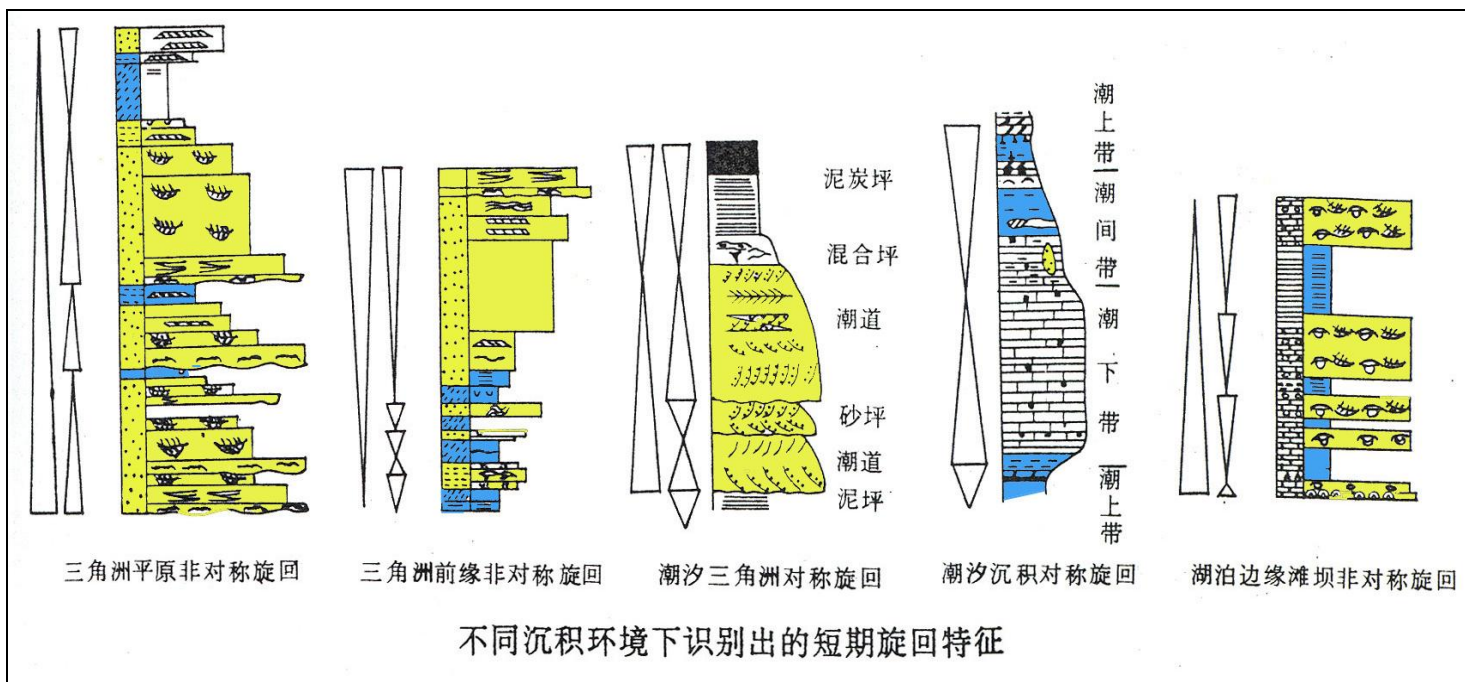 泥炭坪
混合坪
潮道
砂坪
潮道
泥坪
潮上带
潮间带
潮下带
潮上带
三角洲平原非对称旋回
三角洲前缘非对称旋回
潮汐三角洲对称旋回
潮汐沉积对称旋回
湖泊边缘滩坝非对称旋回
不同沉积环境下识别出的短期旋回特征